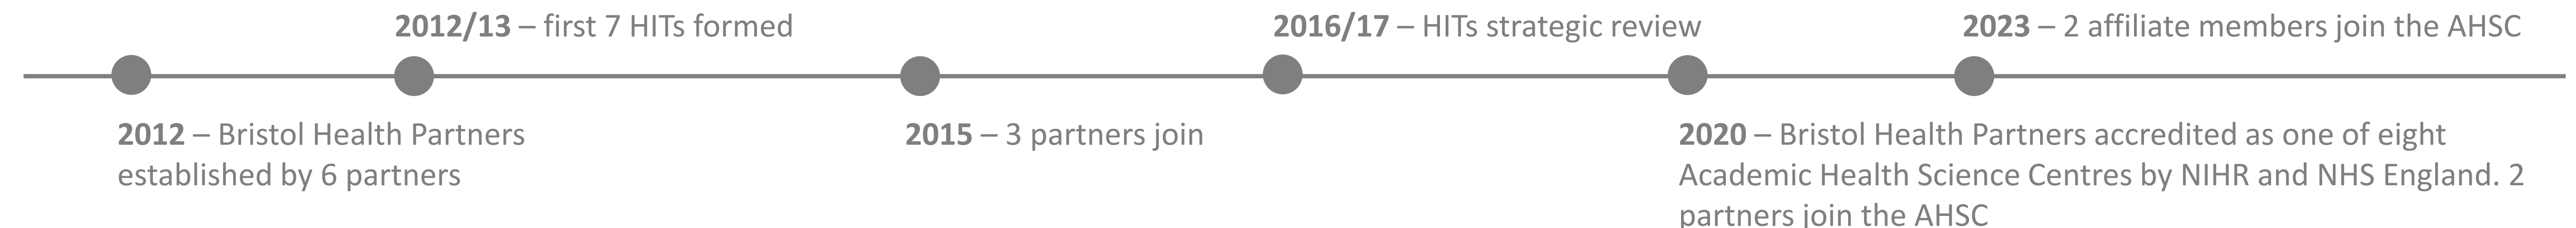 2012/13 – first 7 HITs formed
2016/17 – HITs strategic review
2023 – 2 affiliate members join the AHSC
2012 – Bristol Health Partners
established by 6 partners
2015 – 3 partners join
2020 – Bristol Health Partners accredited as one of eight
Academic Health Science Centres by NIHR and NHS England. 2
partners join the AHSC